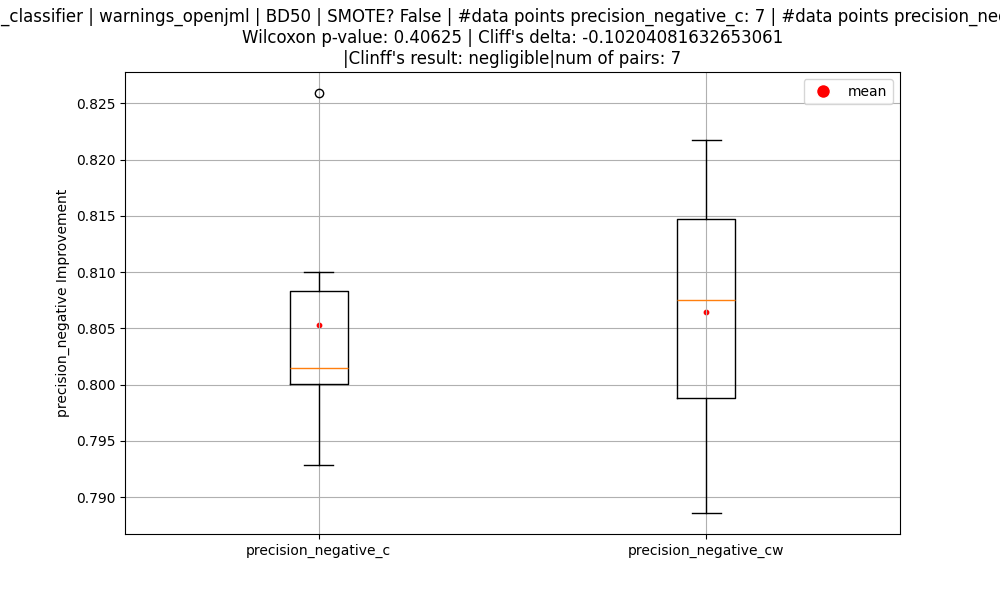 _classifier | warnings_openjml | BD50 | SMOTE? False | #data points precision_negative_c: 7 | #data points
Wilcoxon p-value: 0.40625 | Cliff's delta: -0.10204081632653061
|Clinff's result: negligible|num of pairs: 7
mean
0.825
0.820
0.815
0.810
0.805
0.800
0.795
0.790
precision_negative Improvement
precision_negative_c
precision_negative_cw